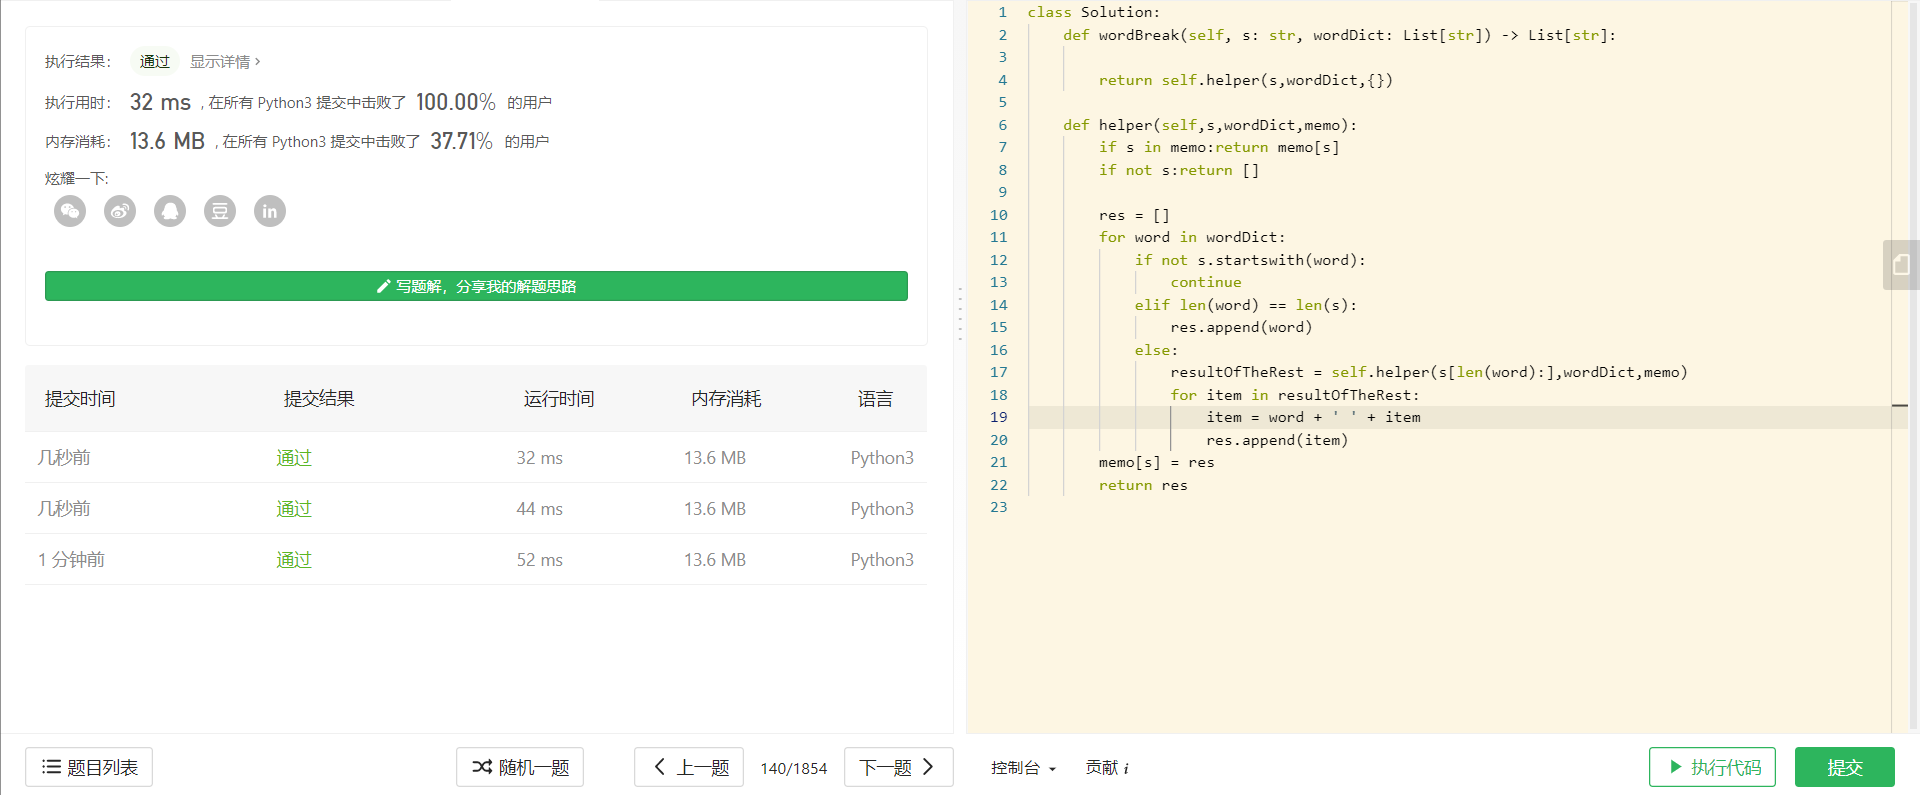 执行结果： 通过 显示详情 ›
执行用时： 32 ms , 在所有 Python3 提交中击败了 100.00% 的用户
内存消耗： 13.6 MB , 在所有 Python3 提交中击败了 37.71% 的用户
炫耀一下:
豆 in
写题解，分享我的解题思路
提交时间 提交结果 运行时间 内存消耗 语言
几秒前 通过 32 ms 13.6 MB Python3
几秒前 通过 44 ms 13.6 MB Python3
1 分钟前 通过 52 ms 13.6 MB Python3
题目列表 随机一题 上一题 140/1854 下一题
1 class Solution:
2     def wordBreak(self, s: str, wordDict: List[str]) -> List[str]:
3
4         return self.helper(s,wordDict,{})
5
6     def helper(self,s,wordDict,memo):
7         if s in memo:return memo[s]
8         if not s:return []
9
10         res = []
11         for word in wordDict:
12             if not s.startswith(word):
13                 continue
14             elif len(word) == len(s):
15                 res.append(word)
16             else:
17                 resultOfTheRest = self.helper(s[len(word):],wordDict,memo)
18                 for item in resultOfTheRest:
19                     item = word + ' ' + item
20                     res.append(item)
21         memo[s] = res
22         return res
23
控制台 贡献 i 执行代码 提交